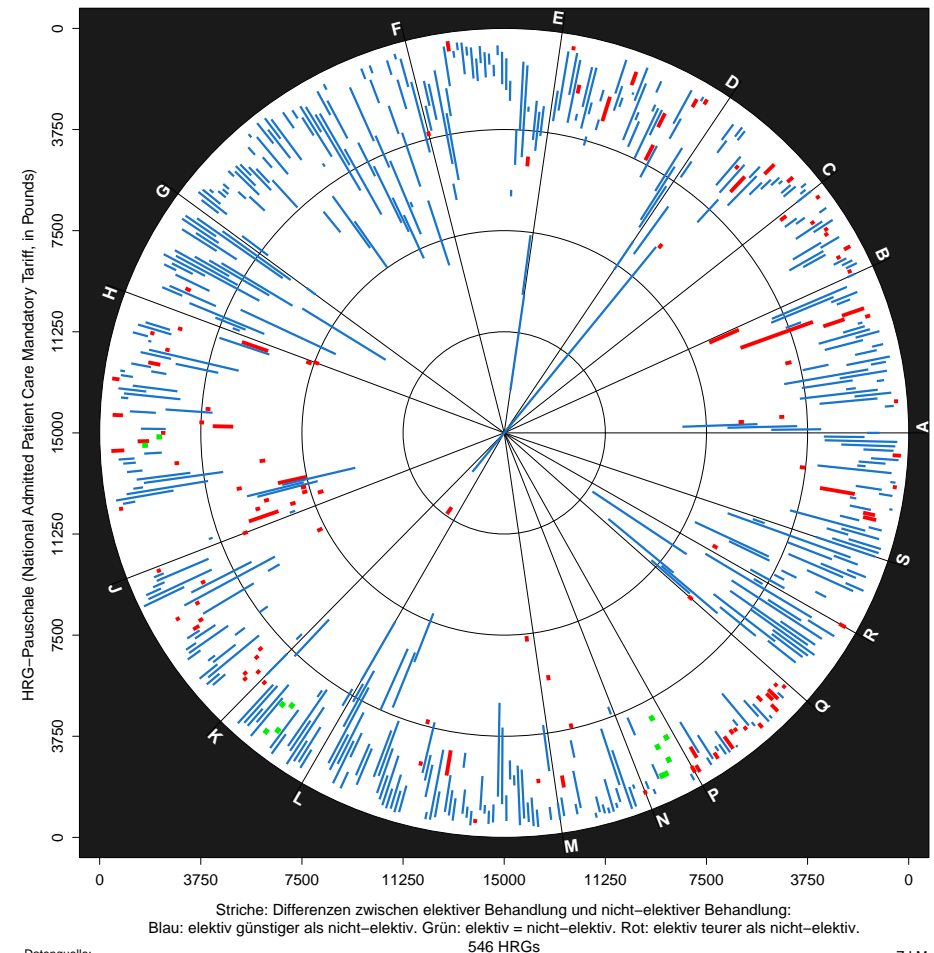 F
E
D
G
C
B
H
A
J
S
R
K
Q
L
P
N
M
HRG−Pauschale (National Admitted Patient Care Mandatory Tariff, in Pounds)
0
3750
7500
11250
15000
11250
7500
3750
0
0 3750 7500 11250 15000 11250 7500 3750 0
Striche: Differenzen zwischen elektiver Behandlung und nicht−elektiver Behandlung:
Blau: elektiv günstiger als nicht−elektiv. Grün: elektiv = nicht−elektiv. Rot: elektiv teurer als nicht−elektiv.
546 HRGs